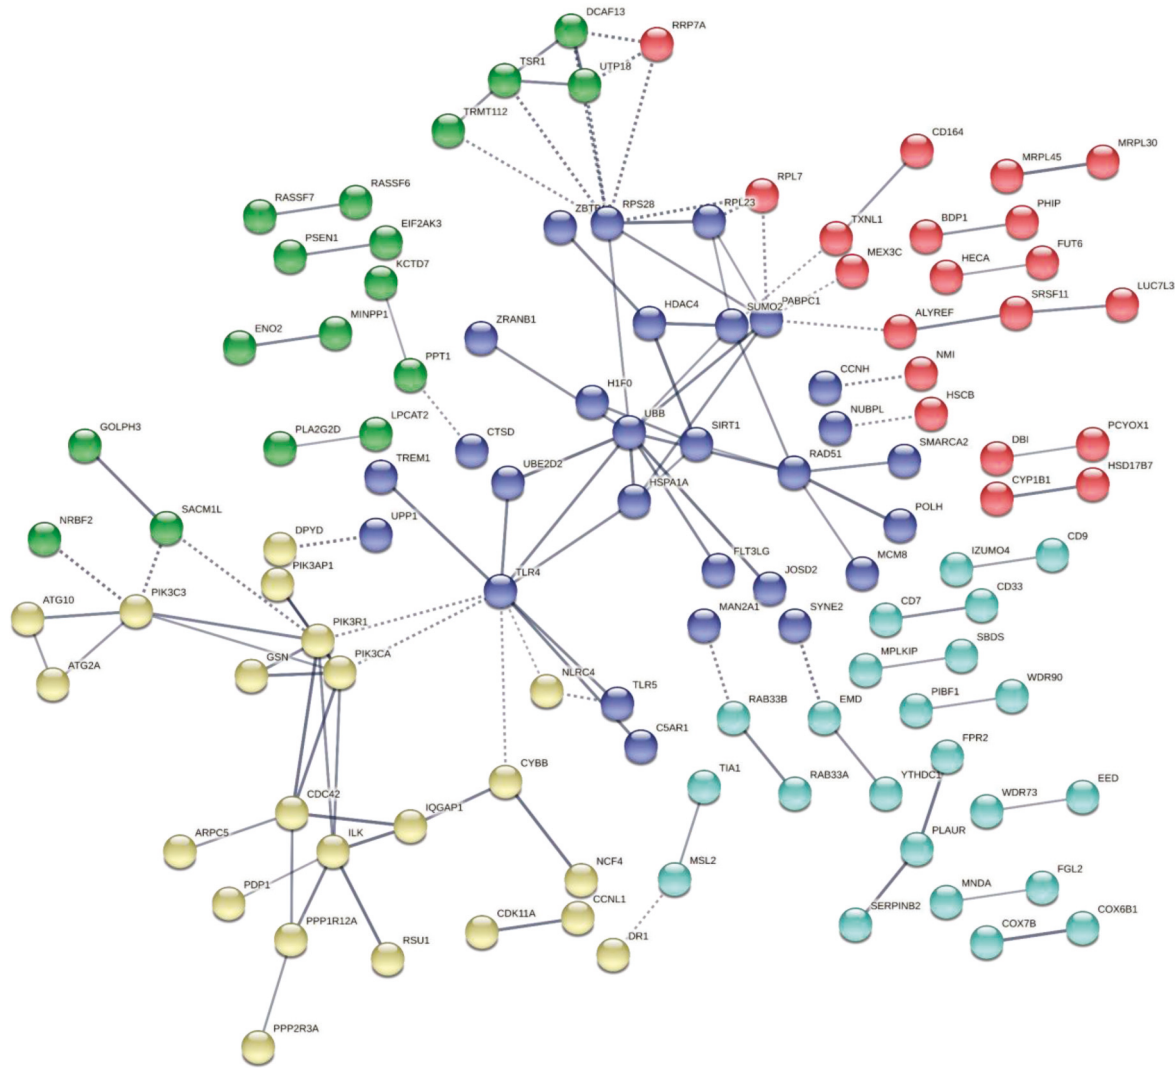 DCAF13
RRP7A
TSR1
UTP18
TRMT112
CD164
MRPL30
MRPL45
RASSF6
RASSF7
RPL7
RPS28
RPL23
TXNL1
BDP1
PHIP
EIF2AK3
PSEN1
MEX3C
FUT6
HECA
KCTD7
LUC7L3
SRSF11
SUMO2
PABPC1
HDAC4
ALYREF
MINPP1
ENO2
ZRANB1
PPT1
CCNH
NMI
H1F0
HSCB
NUBPL
LPCAT2
PLA2G2D
UBB
SIRT1
CTSD
GOLPH3
PCYOX1
DBI
SMARCA2
RAD51
TREM1
UBE2D2
HSD17B7
CYP1B1
HSPA1A
POLH
SACM1L
NRBF2
UPP1
DPYD
CD9
IZUMO4
FLT3LG
MCM8
JOSD2
PIK3AP1
TLR4
CD33
CD7
PIK3C3
ATG10
MAN2A1
SYNE2
PIK3R1
SBDS
MPLKIP
PIK3CA
GSN
ATG2A
NLRC4
TLR5
WDR90
PIBF1
RAB33B
EMD
C5AR1
FPR2
CYBB
TIA1
RAB33A
YTHDC1
EED
WDR73
CDC42
IQGAP1
ARPC5
ILK
PLAUR
NCF4
MSL2
FGL2
MNDA
PDP1
CCNL1
CDK11A
SERPINB2
COX6B1
COX7B
PPP1R12A
RSU1
DR1
PPP2R3A